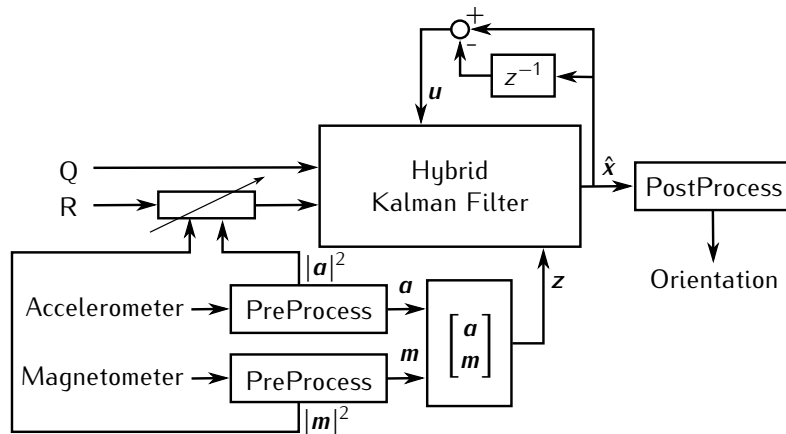 +
-
z⁻¹
u
Q
Hybrid
Kalman Filter
x̂
PostProcess
R
|a|²
a
z
Orientation
Accelerometer
PreProcess
[a
m]
Magnetometer
PreProcess
m
|m|²